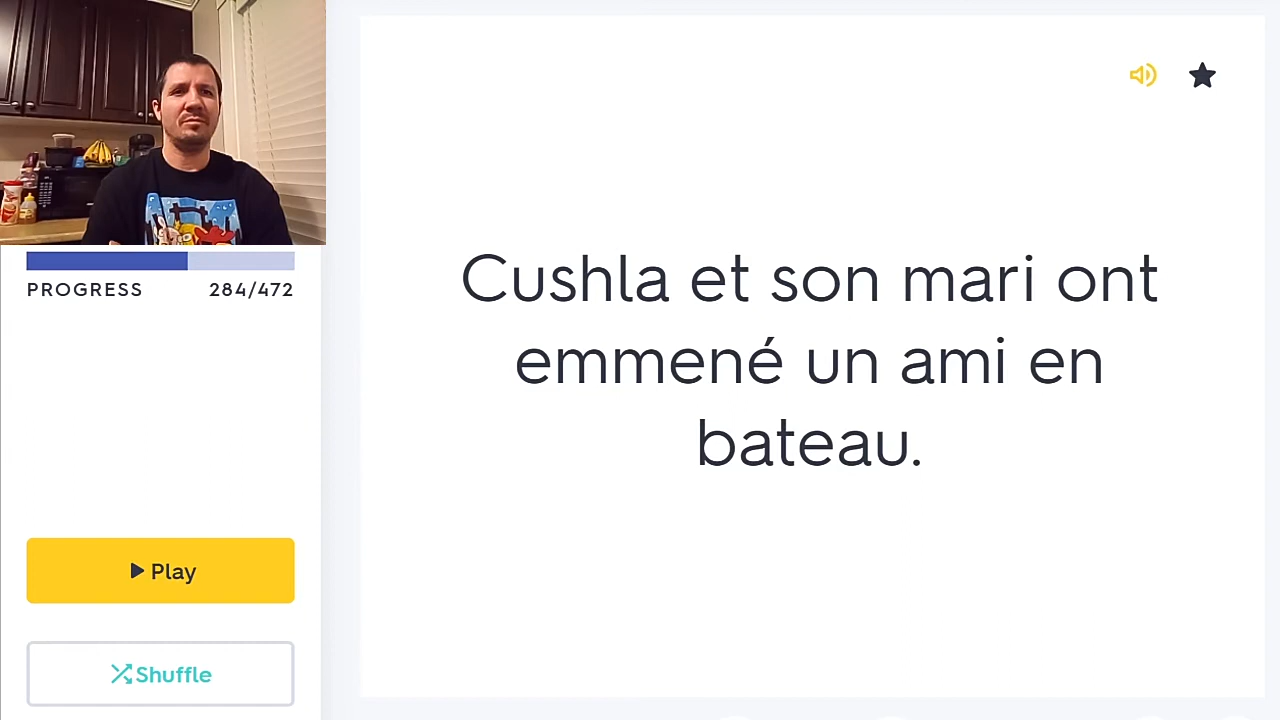 PROGRESS 284/472
Play
Shuffle
Cushla et son mari ont
emmené un ami en
bateau.